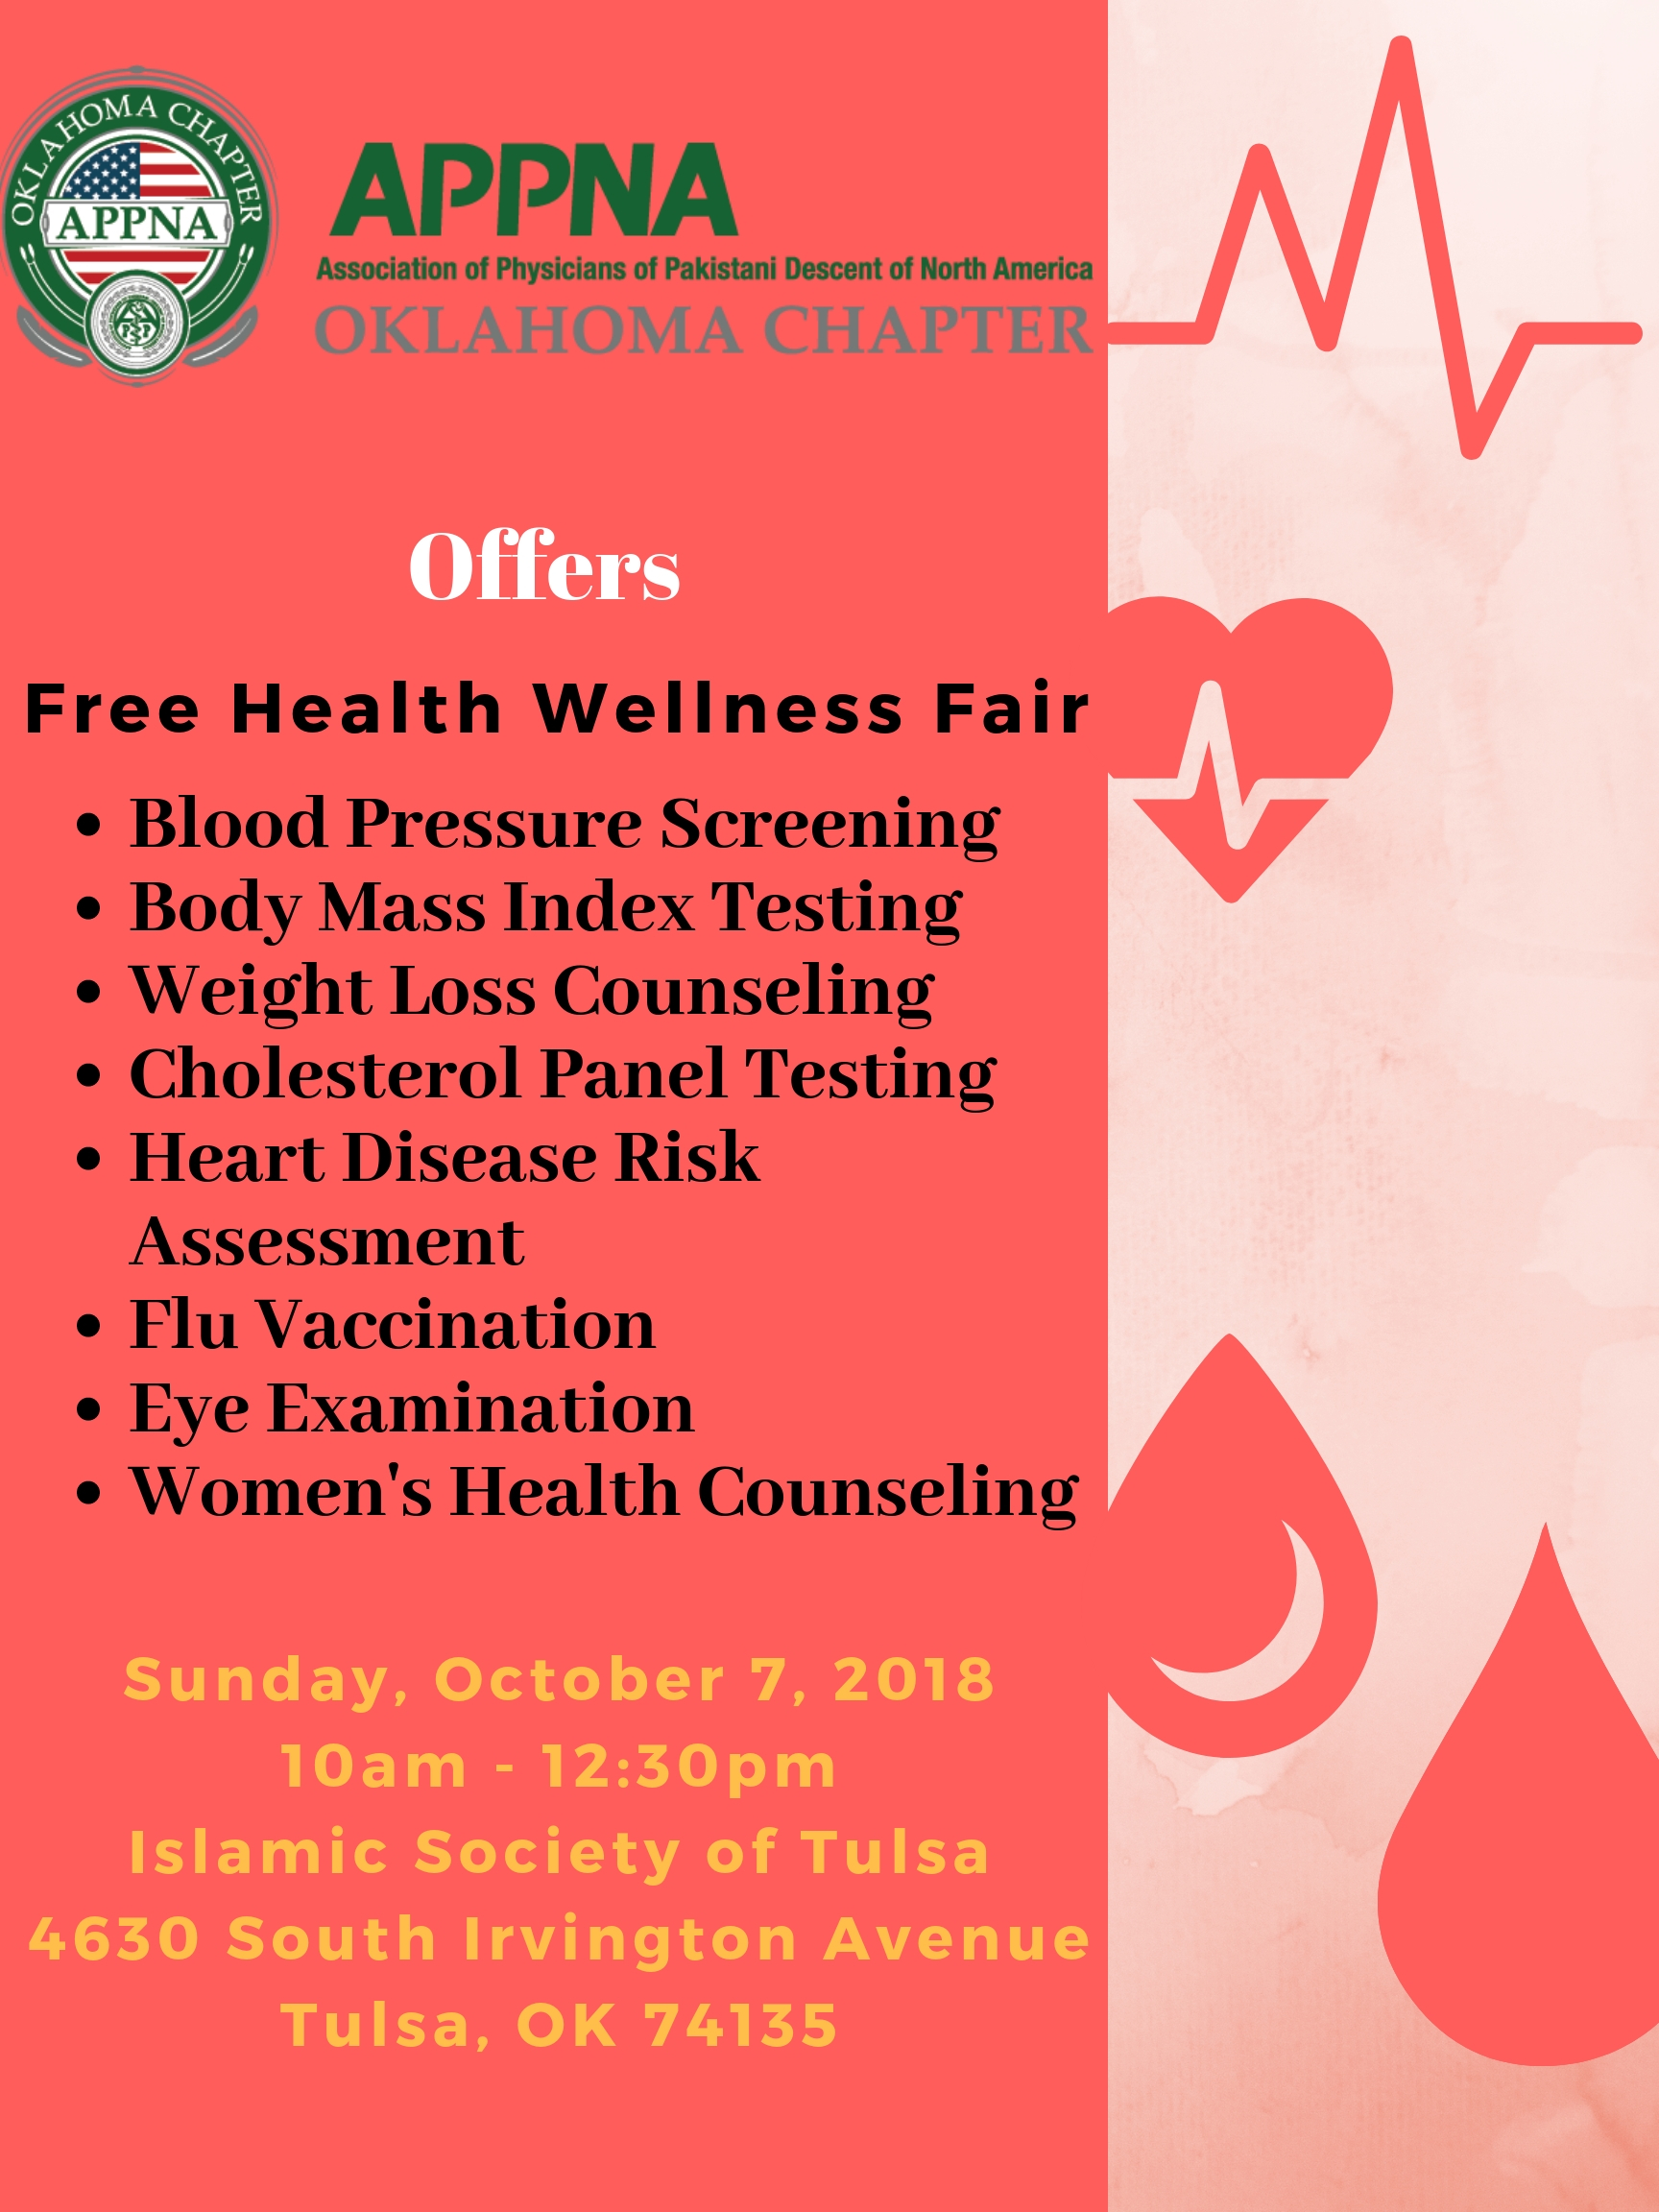 OKLAHOMA CHAPTER
APPNA
APPNA
Association of Physicians of Pakistani Descent of North America
OKLAHOMA CHAPTER
Offers
Free Health Wellness Fair
• Blood Pressure Screening
• Body Mass Index Testing
• Weight Loss Counseling
• Cholesterol Panel Testing
• Heart Disease Risk
Assessment
• Flu Vaccination
• Eye Examination
• Women's Health Counseling
Sunday, October 7, 2018
10am - 12:30pm
Islamic Society of Tulsa
4630 South Irvington Avenue
Tulsa, OK 74135